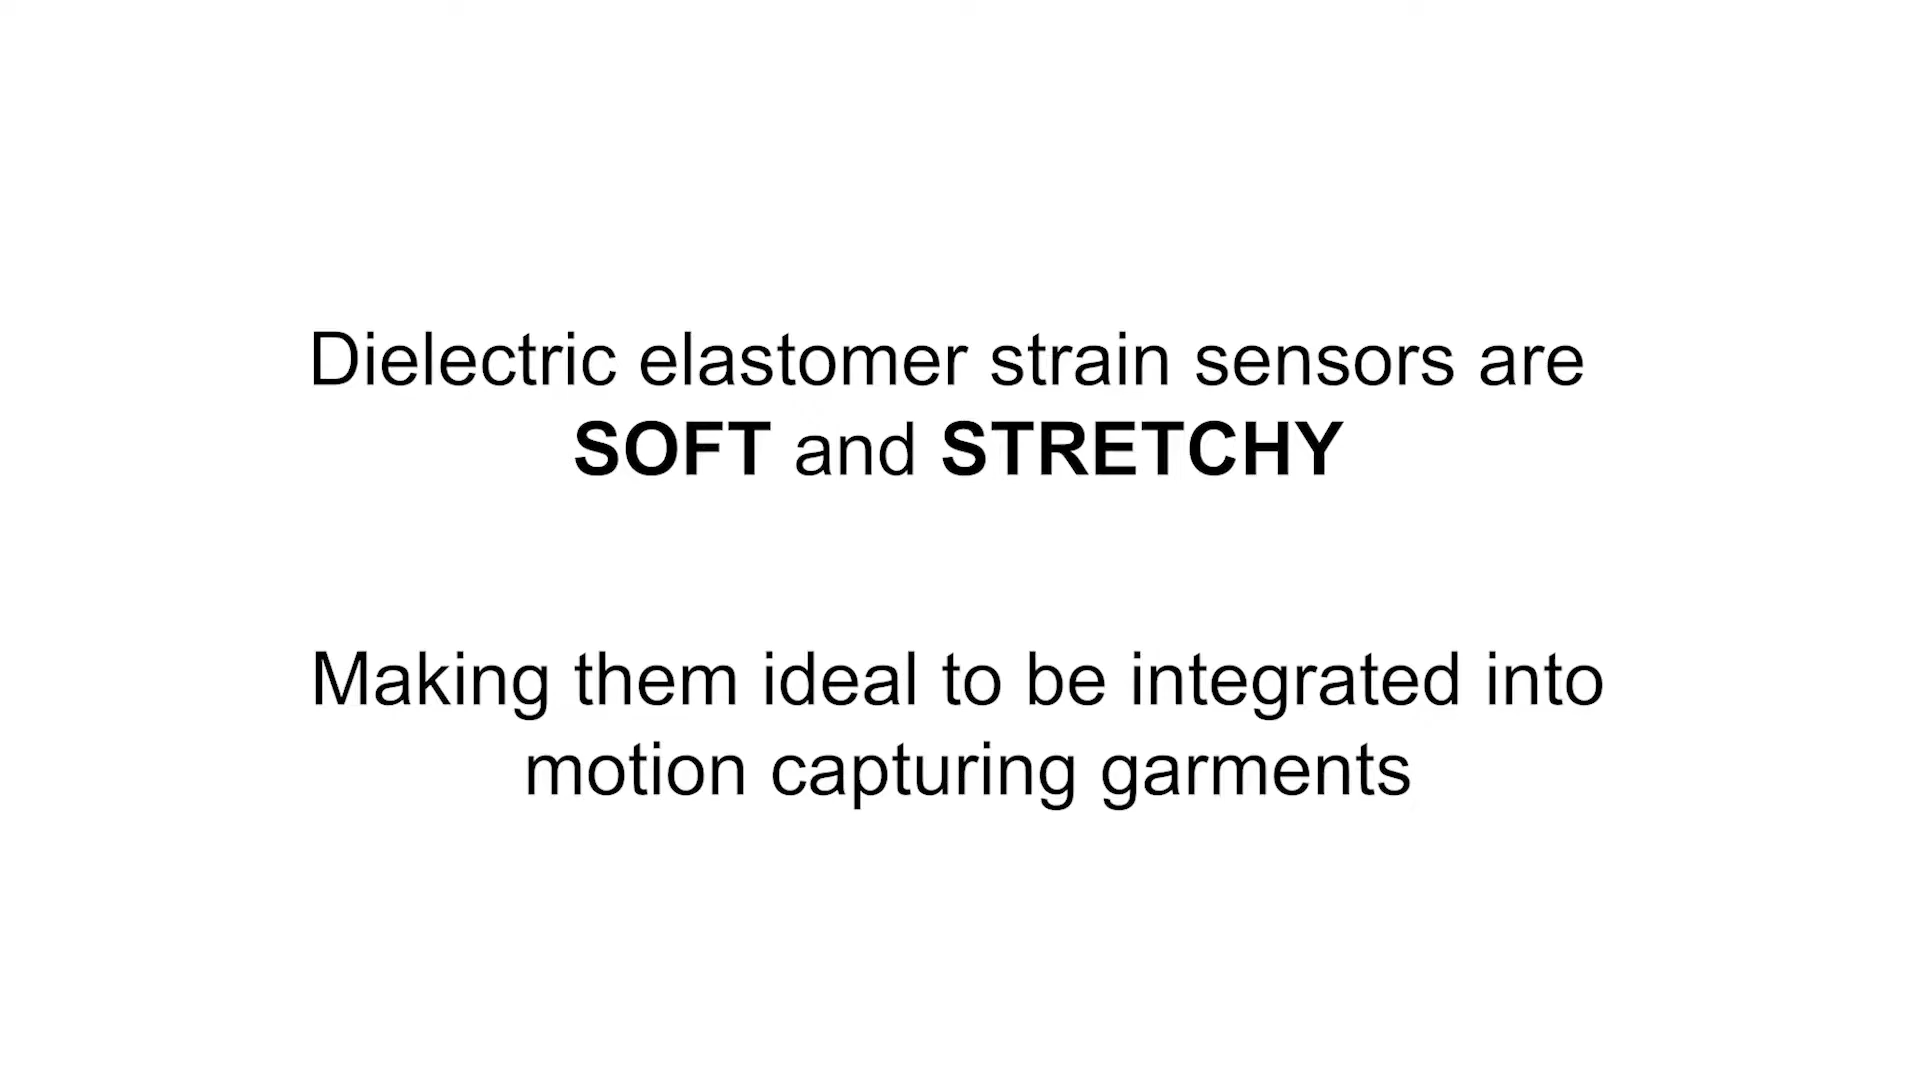 Dielectric elastomer strain sensors are
SOFT and STRETCHY
Making them ideal to be integrated into
motion capturing garments